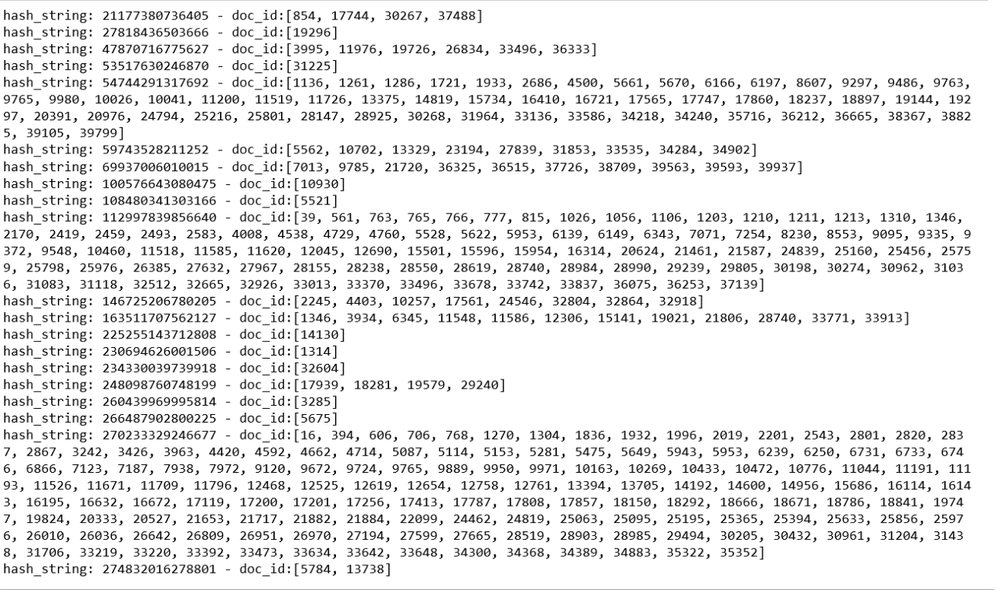 hash_string: 21177380736405 - doc_id:[854, 17744, 30267, 37488]
hash_string: 27818436503666 - doc_id:[19296]
hash_string: 47870716775627 - doc_id:[3995, 11976, 19726, 26834, 33496, 36333]
hash_string: 53517630246870 - doc_id:[31225]
hash_string: 54744291317692 - doc_id:[1136, 1261, 1286, 1721, 1933, 2686, 4500, 5661, 5670, 6166, 6197, 8607, 9297, 9486, 9763,
9765, 9980, 10026, 10041, 11200, 11519, 11726, 13375, 14819, 15734, 16410, 16721, 17565, 17747, 17860, 18237, 18897, 19144, 192
97, 20391, 20976, 24794, 25216, 25801, 28147, 28925, 30268, 31964, 33136, 33586, 34218, 34240, 35716, 36212, 36665, 38367, 3882
5, 39105, 39799]
hash_string: 59743528211252 - doc_id:[5562, 10702, 13329, 23194, 27839, 31853, 33535, 34284, 34902]
hash_string: 69937006010015 - doc_id:[7013, 9785, 21720, 36325, 36515, 37726, 38709, 39563, 39593, 39937]
hash_string: 100576643080475 - doc_id:[10930]
hash_string: 108480341303166 - doc_id:[5521]
hash_string: 112997839856640 - doc_id:[39, 561, 763, 765, 766, 777, 815, 1026, 1056, 1106, 1203, 1210, 1211, 1213, 1310, 1346,
2170, 2419, 2459, 2493, 2583, 4008, 4538, 4729, 4760, 5528, 5622, 5953, 6139, 6149, 6343, 7071, 7254, 8230, 8553, 9095, 9335, 9
372, 9548, 10460, 11518, 11585, 11620, 12045, 12690, 15501, 15596, 15954, 16314, 20624, 21461, 21587, 24839, 25160, 25456, 2575
9, 25798, 25976, 26385, 27632, 27967, 28155, 28238, 28550, 28619, 28740, 28984, 28990, 29239, 29805, 30198, 30274, 30962, 3103
6, 31083, 31118, 32512, 32665, 32926, 33013, 33370, 33496, 33678, 33742, 33837, 36075, 36253, 37139]
hash_string: 146725206780205 - doc_id:[2245, 4403, 10257, 17561, 24546, 32804, 32864, 32918]
hash_string: 163511707562127 - doc_id:[1346, 3934, 6345, 11548, 11586, 12306, 15141, 19021, 21806, 28740, 33771, 33913]
hash_string: 225255143712808 - doc_id:[14130]
hash_string: 230694626001506 - doc_id:[1314]
hash_string: 234330039739918 - doc_id:[32604]
hash_string: 248098760748199 - doc_id:[17939, 18281, 19579, 29240]
hash_string: 260439969995814 - doc_id:[3285]
hash_string: 266487902800225 - doc_id:[5675]
hash_string: 270233329246677 - doc_id:[16, 394, 606, 706, 768, 1270, 1304, 1836, 1932, 1996, 2019, 2201, 2543, 2801, 2820, 283
7, 2867, 3242, 3426, 3963, 4420, 4592, 4662, 4714, 5087, 5114, 5153, 5281, 5475, 5649, 5943, 5953, 6239, 6250, 6731, 6733, 674
6, 6866, 7123, 7187, 7938, 7972, 9120, 9672, 9724, 9765, 9889, 9950, 9971, 10163, 10269, 10433, 10472, 10776, 11044, 11191, 111
93, 11526, 11671, 11709, 11796, 12468, 12525, 12619, 12654, 12758, 12761, 13394, 13705, 14192, 14600, 14956, 15686, 16114, 1614
3, 16195, 16632, 16672, 17119, 17200, 17201, 17256, 17413, 17787, 17808, 17857, 18150, 18292, 18666, 18671, 18786, 18841, 1974
7, 19824, 20333, 20527, 21653, 21717, 21882, 21884, 22099, 24462, 24819, 25063, 25095, 25195, 25365, 25394, 25633, 25856, 2597
6, 26010, 26036, 26642, 26809, 26951, 26970, 27194, 27599, 27665, 28519, 28903, 28985, 29494, 30205, 30432, 30961, 31204, 3143
8, 31706, 33219, 33220, 33392, 33473, 33634, 33642, 33648, 34300, 34368, 34389, 34883, 35322, 35352]
hash_string: 274832016278801 - doc_id:[5784, 13738]